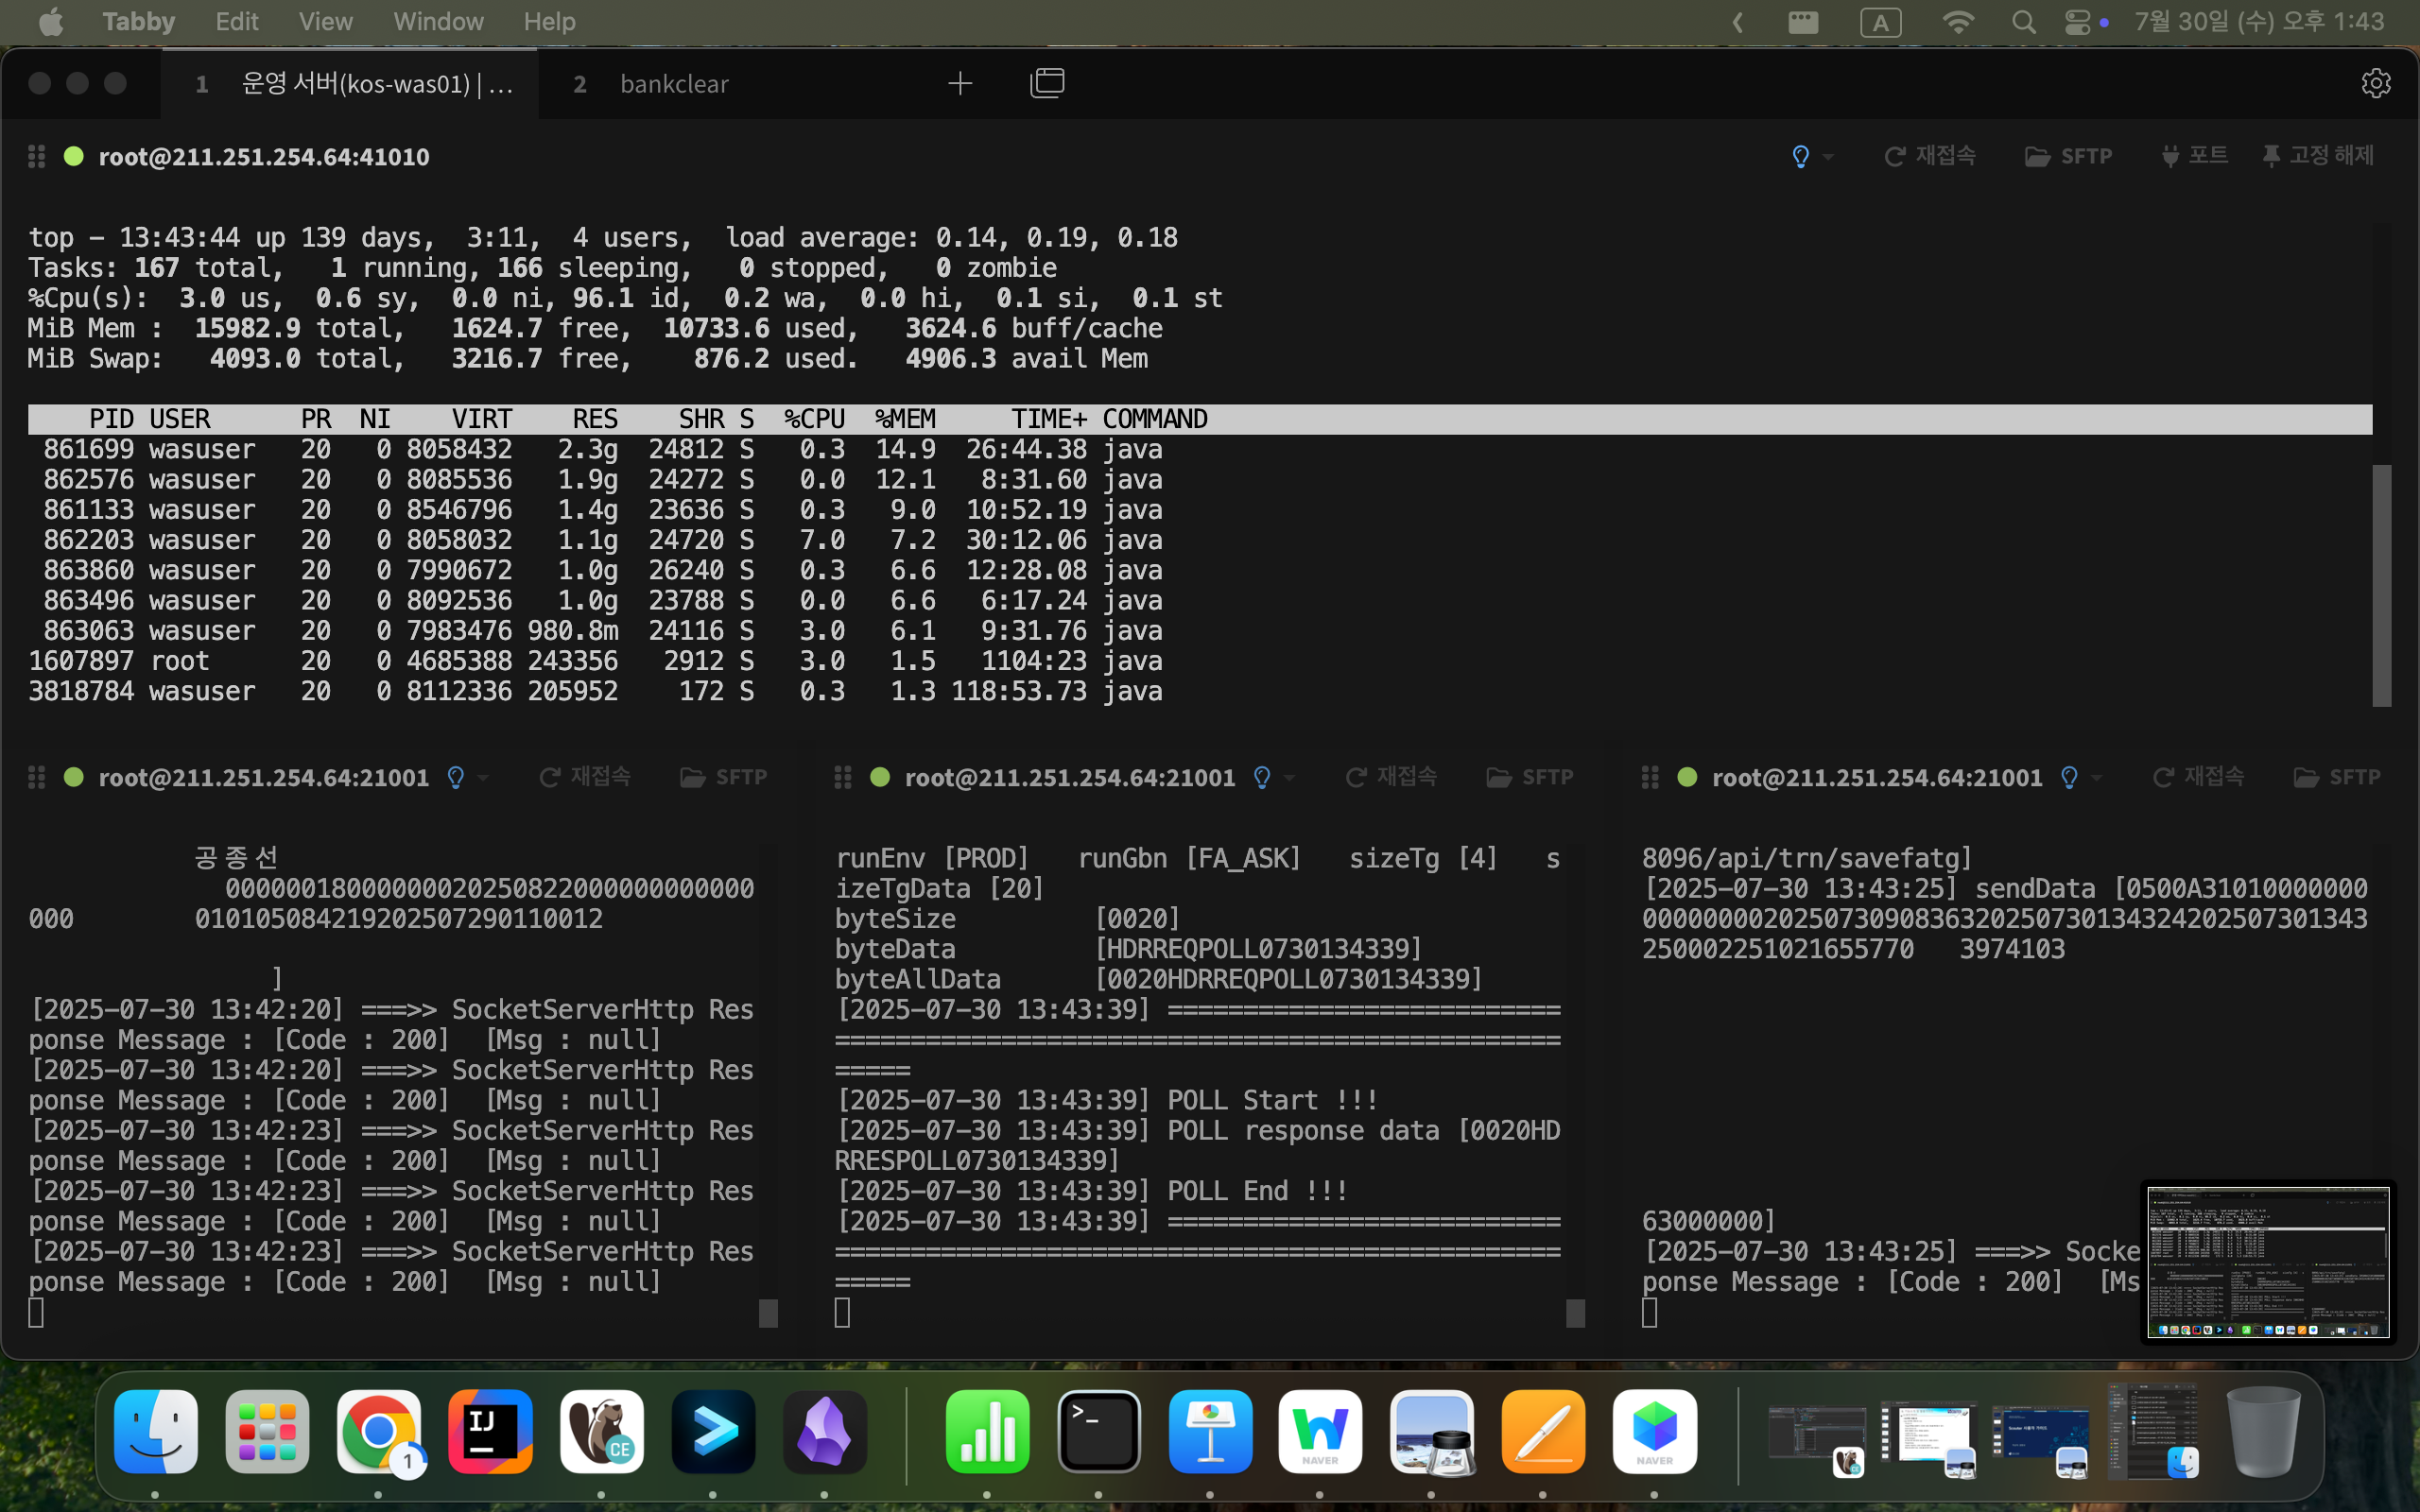 Tabby Edit View Window Help A 7월 30일 (수) 오후 1:43
1 운영 서버(kos-was01) | … 2 bankclear
root@211.251.254.64:41010 재접속 SFTP 포트 고정 해제
top - 13:43:44 up 139 days, 3:11, 4 users, load average: 0.14, 0.19, 0.18
Tasks: 167 total, 1 running, 166 sleeping, 0 stopped, 0 zombie
%Cpu(s): 3.0 us, 0.6 sy, 0.0 ni, 96.1 id, 0.2 wa, 0.0 hi, 0.1 si, 0.1 st
MiB Mem : 15982.9 total, 1624.7 free, 10733.6 used, 3624.6 buff/cache
MiB Swap: 4093.0 total, 3216.7 free, 876.2 used. 4906.3 avail Mem
PID USER PR NI VIRT RES SHR S %CPU %MEM TIME+ COMMAND
861699 wasuser 20 0 8058432 2.3g 24812 S 0.3 14.9 26:44.38 java
862576 wasuser 20 0 8085536 1.9g 24272 S 0.0 12.1 8:31.60 java
861133 wasuser 20 0 8546796 1.4g 23636 S 0.3 9.0 10:52.19 java
862203 wasuser 20 0 8058032 1.1g 24720 S 7.0 7.2 30:12.06 java
863860 wasuser 20 0 7990672 1.0g 26240 S 0.3 6.6 12:28.08 java
863496 wasuser 20 0 8092536 1.0g 23788 S 0.0 6.6 6:17.24 java
863063 wasuser 20 0 7983476 980.8m 24116 S 3.0 6.1 9:31.76 java
1607897 root 20 0 4685388 243356 2912 S 3.0 1.5 1104:23 java
3818784 wasuser 20 0 8112336 205952 172 S 0.3 1.3 118:53.73 java
root@211.251.254.64:21001 재접속 SFTP
공종선
00000018000000020250822000000000000
000 010105084219202507290110012
]
[2025-07-30 13:42:20] ===>> SocketServerHttp Res
ponse Message : [Code : 200] [Msg : null]
[2025-07-30 13:42:20] ===>> SocketServerHttp Res
ponse Message : [Code : 200] [Msg : null]
[2025-07-30 13:42:23] ===>> SocketServerHttp Res
ponse Message : [Code : 200] [Msg : null]
[2025-07-30 13:42:23] ===>> SocketServerHttp Res
ponse Message : [Code : 200] [Msg : null]
[2025-07-30 13:42:23] ===>> SocketServerHttp Res
ponse Message : [Code : 200] [Msg : null]
root@211.251.254.64:21001 재접속 SFTP
runEnv [PROD] runGbn [FA_ASK] sizeTg [4] s
izeTgData [20]
byteSize [0020]
byteData [HDRREQPOLL0730134339]
byteAllData [0020HDRREQPOLL0730134339]
[2025-07-30 13:43:39] ==========================
================================================
=====
[2025-07-30 13:43:39] POLL Start !!!
[2025-07-30 13:43:39] POLL response data [0020HD
RRESPOLL0730134339]
[2025-07-30 13:43:39] POLL End !!!
[2025-07-30 13:43:39] ==========================
================================================
=====
root@211.251.254.64:21001 재접속 SFTP
8096/api/trn/savefatg]
[2025-07-30 13:43:25] sendData [0500A31010000000
000000002025073090836320250730134324202507301343
250002251021655770 3974103
63000000]
[2025-07-30 13:43:25] ===>> Socke
ponse Message : [Code : 200] [Ms
1
IJ
CE
>_
NAVER
NAVER